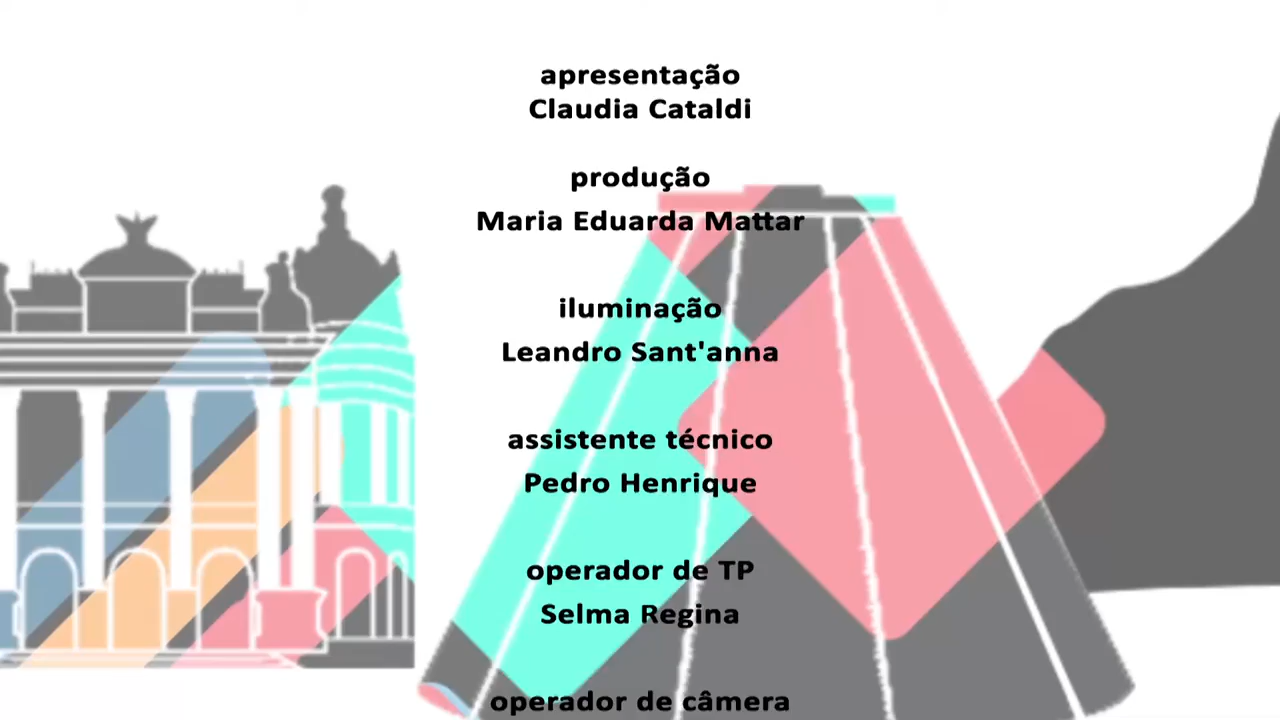 apresentação
Claudia Cataldi
produção
Maria Eduarda Mattar
iluminação
Leandro Sant'anna
assistente técnico
Pedro Henrique
operador de TP
Selma Regina
operador de câmera